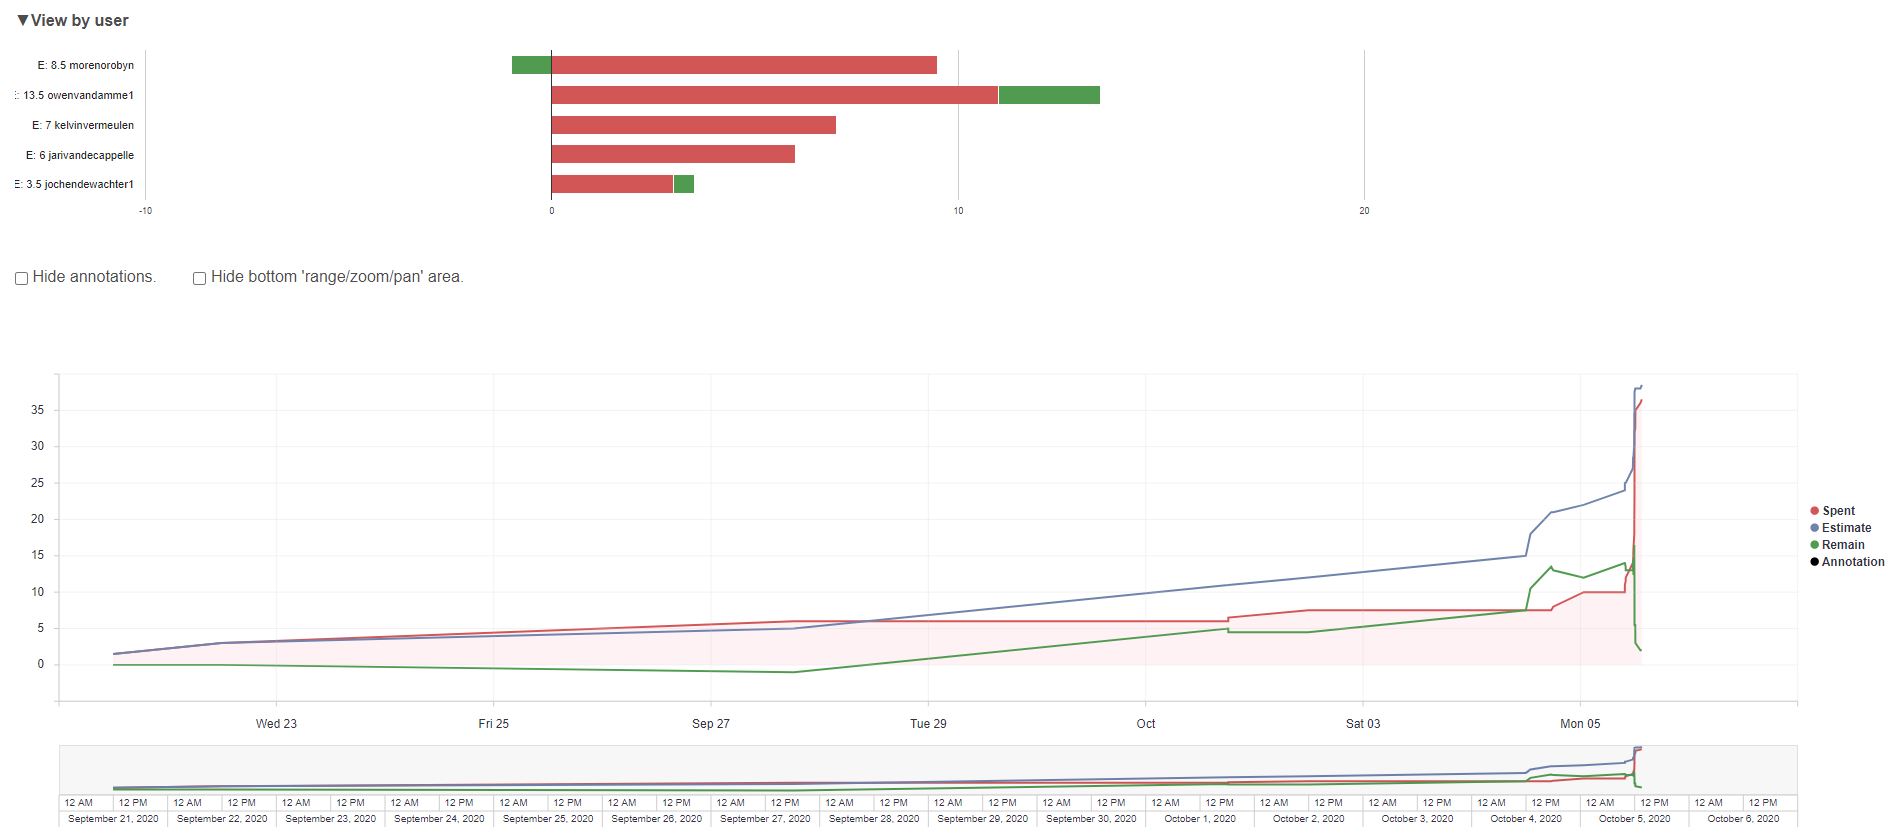 ▼View by user
E: 8.5 morenorobyn
: 13.5 owenvandamme1
E: 7 kelvinvermeulen
E: 6 jarivandecappelle
E: 3.5 jochendewachter1
-10 0 10 20
Hide annotations. Hide bottom 'range/zoom/pan' area.
35
30
25
20
15
10
5
0
Spent
Estimate
Remain
Annotation
Wed 23 Fri 25 Sep 27 Tue 29 Oct Sat 03 Mon 05
12 AM 12 PM 12 AM 12 PM 12 AM 12 PM 12 AM 12 PM 12 AM 12 PM 12 AM 12 PM 12 AM 12 PM 12 AM 12 PM 12 AM 12 PM 12 AM 12 PM 12 AM 12 PM 12 AM 12 PM 12 AM 12 PM 12 AM 12 PM 12 AM 12 PM 12 AM 12 PM
September 21, 2020 September 22, 2020 September 23, 2020 September 24, 2020 September 25, 2020 September 26, 2020 September 27, 2020 September 28, 2020 September 29, 2020 September 30, 2020 October 1, 2020 October 2, 2020 October 3, 2020 October 4, 2020 October 5, 2020 October 6, 2020